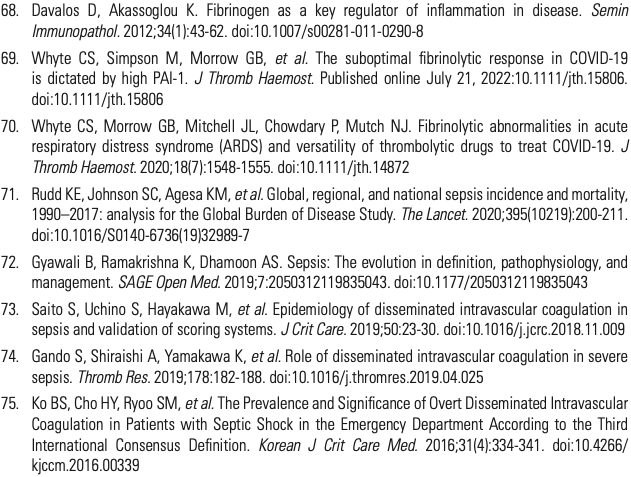 68. Davalos D, Akassoglou K. Fibrinogen as a key regulator of inflammation in disease. Semin
Immunopathol. 2012;34(1):43-62. doi:10.1007/s00281-011-0290-8
69. Whyte CS, Simpson M, Morrow GB, et al. The suboptimal fibrinolytic response in COVID-19
is dictated by high PAI-1. J Thromb Haemost. Published online July 21, 2022:10.1111/jth.15806.
doi:10.1111/jth.15806
70. Whyte CS, Morrow GB, Mitchell JL, Chowdary P, Mutch NJ. Fibrinolytic abnormalities in acute
respiratory distress syndrome (ARDS) and versatility of thrombolytic drugs to treat COVID-19. J
Thromb Haemost. 2020;18(7):1548-1555. doi:10.1111/jth.14872
71. Rudd KE, Johnson SC, Agesa KM, et al. Global, regional, and national sepsis incidence and mortality,
1990–2017: analysis for the Global Burden of Disease Study. The Lancet. 2020;395(10219):200-211.
doi:10.1016/S0140-6736(19)32989-7
72. Gyawali B, Ramakrishna K, Dhamoon AS. Sepsis: The evolution in definition, pathophysiology, and
management. SAGE Open Med. 2019;7:2050312119835043. doi:10.1177/2050312119835043
73. Saito S, Uchino S, Hayakawa M, et al. Epidemiology of disseminated intravascular coagulation in
sepsis and validation of scoring systems. J Crit Care. 2019;50:23-30. doi:10.1016/j.jcrc.2018.11.009
74. Gando S, Shiraishi A, Yamakawa K, et al. Role of disseminated intravascular coagulation in severe
sepsis. Thromb Res. 2019;178:182-188. doi:10.1016/j.thromres.2019.04.025
75. Ko BS, Cho HY, Ryoo SM, et al. The Prevalence and Significance of Overt Disseminated Intravascular
Coagulation in Patients with Septic Shock in the Emergency Department According to the Third
International Consensus Definition. Korean J Crit Care Med. 2016;31(4):334-341. doi:10.4266/
kjccm.2016.00339